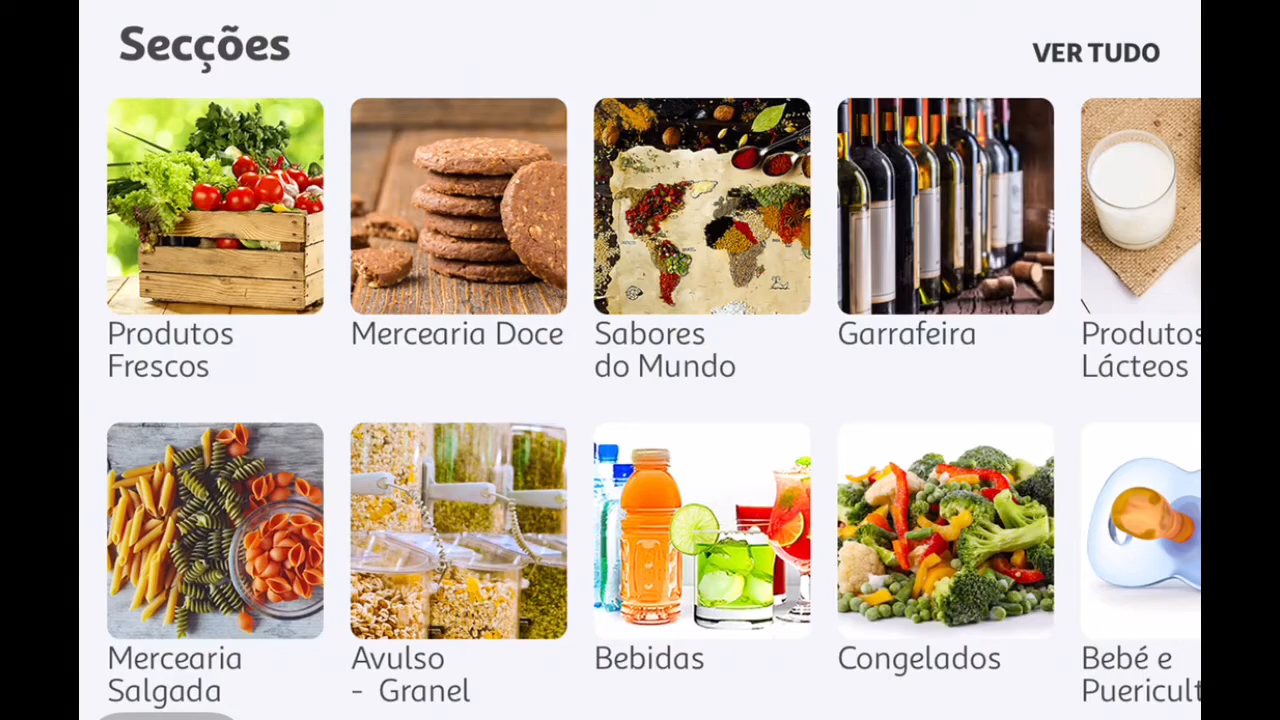 Secções
VER TUDO
Produtos
Frescos
Mercearia Doce
Sabores
do Mundo
Garrafeira
Produtos
Lácteos
Mercearia
Salgada
Avulso
- Granel
Bebidas
Congelados
Bebé e
Puericult